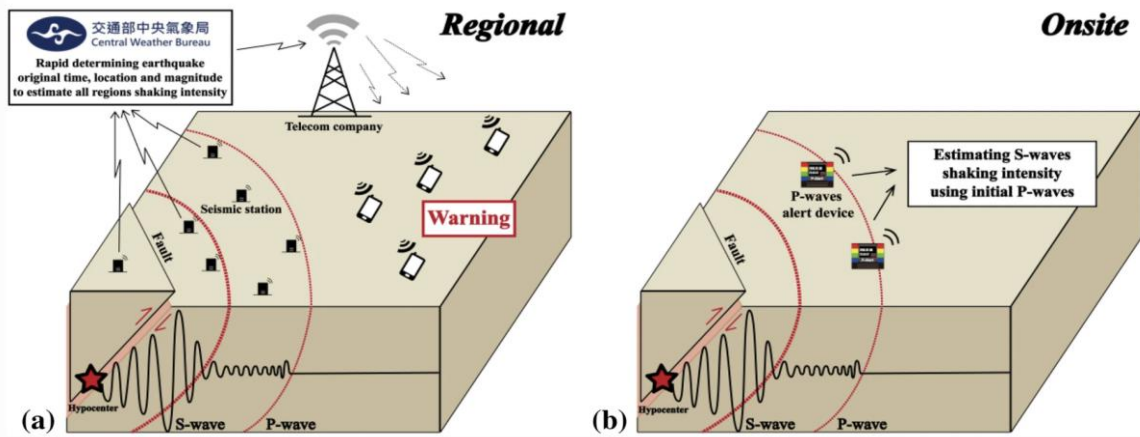 交通部中央氣象局
Central Weather Bureau
Rapid determining earthquake
original time, location and magnitude
to estimate all regions shaking intensity
Regional
Telecom company
Seismic station
Warning
Fault
Hypocenter
S-wave
P-wave
(a)
Onsite
P-waves
alert device
Estimating S-waves
shaking intensity
using initial P-waves
Fault
Hypocenter
S-wave
P-wave
(b)